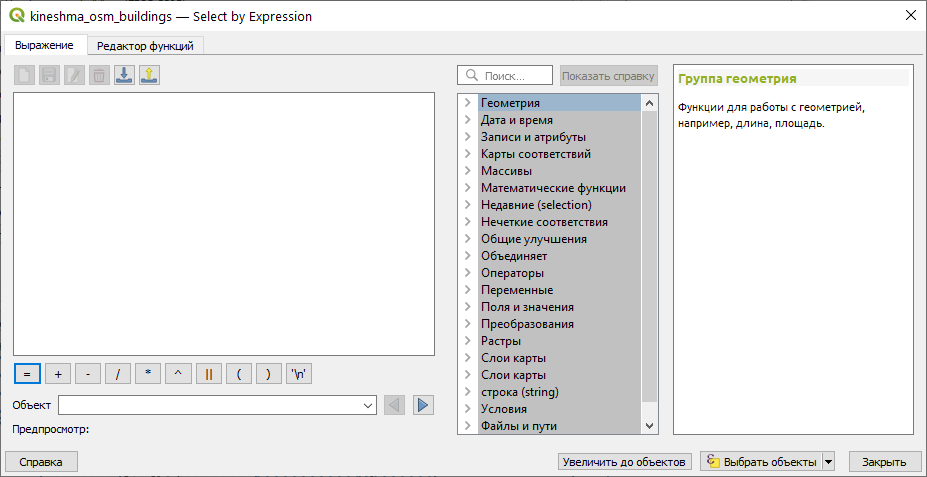 kineshma_osm_buildings — Select by Expression
Выражение
Редактор функций
Поиск...
Показать справку
Геометрия
Дата и время
Записи и атрибуты
Карты соответствий
Массивы
Математические функции
Недавние (selection)
Нечеткие соответствия
Общие улучшения
Объединяет
Операторы
Переменные
Поля и значения
Преобразования
Растры
Слои карты
Слои карты
строка (string)
Условия
Файлы и пути
Группа геометрия
Функции для работы с геометрией,
например, длина, площадь.
= + - / * ^ || ( ) '\n'
Объект
Предпросмотр:
Справка
Увеличить до объектов
Выбрать объекты
Закрыть